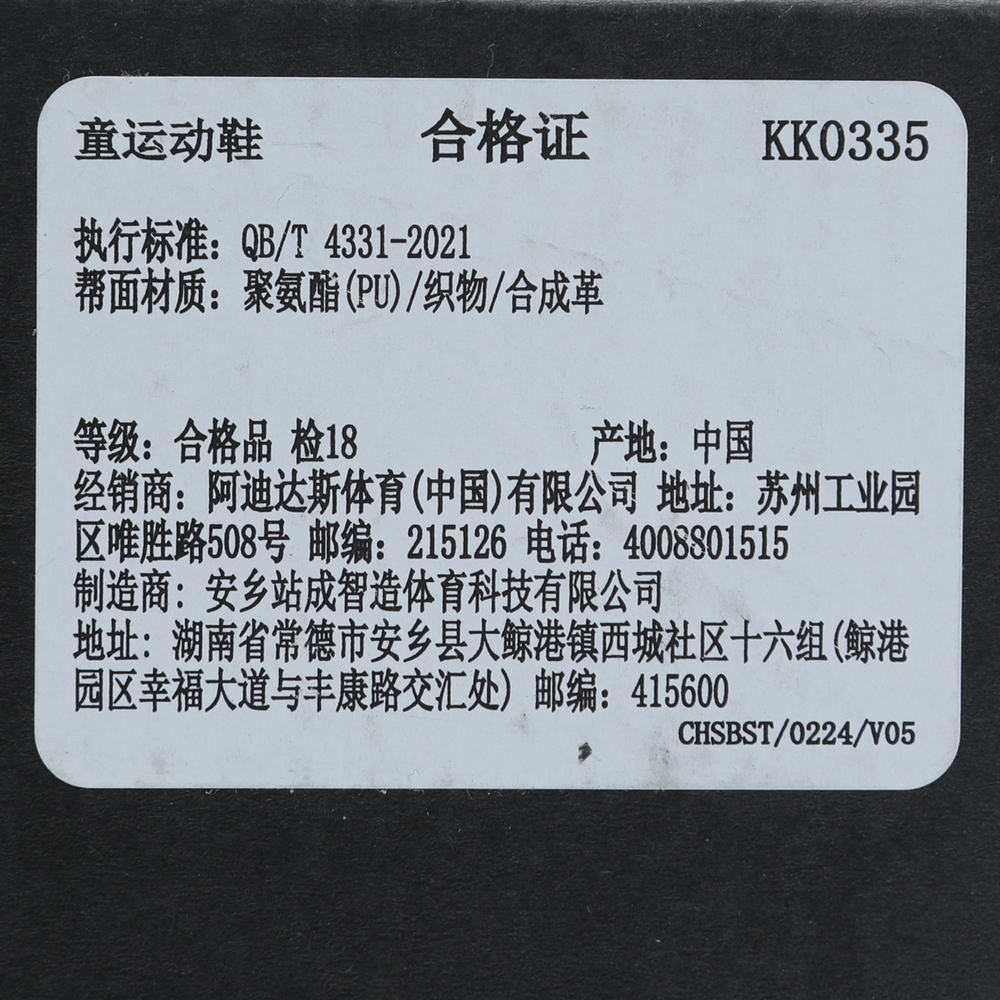 童运动鞋 合格证 KK0335
执行标准：QB/T 4331-2021
帮面材质：聚氨酯(PU)/织物/合成革
等级：合格品 检18 产地：中国
经销商：阿迪达斯体育(中国)有限公司 地址：苏州工业园
区唯胜路508号 邮编：215126 电话：4008801515
制造商：安乡站成智造体育科技有限公司
地址：湖南省常德市安乡县大鲸港镇西城社区十六组(鲸港
园区幸福大道与丰康路交汇处) 邮编：415600
CHSBST/0224/V05